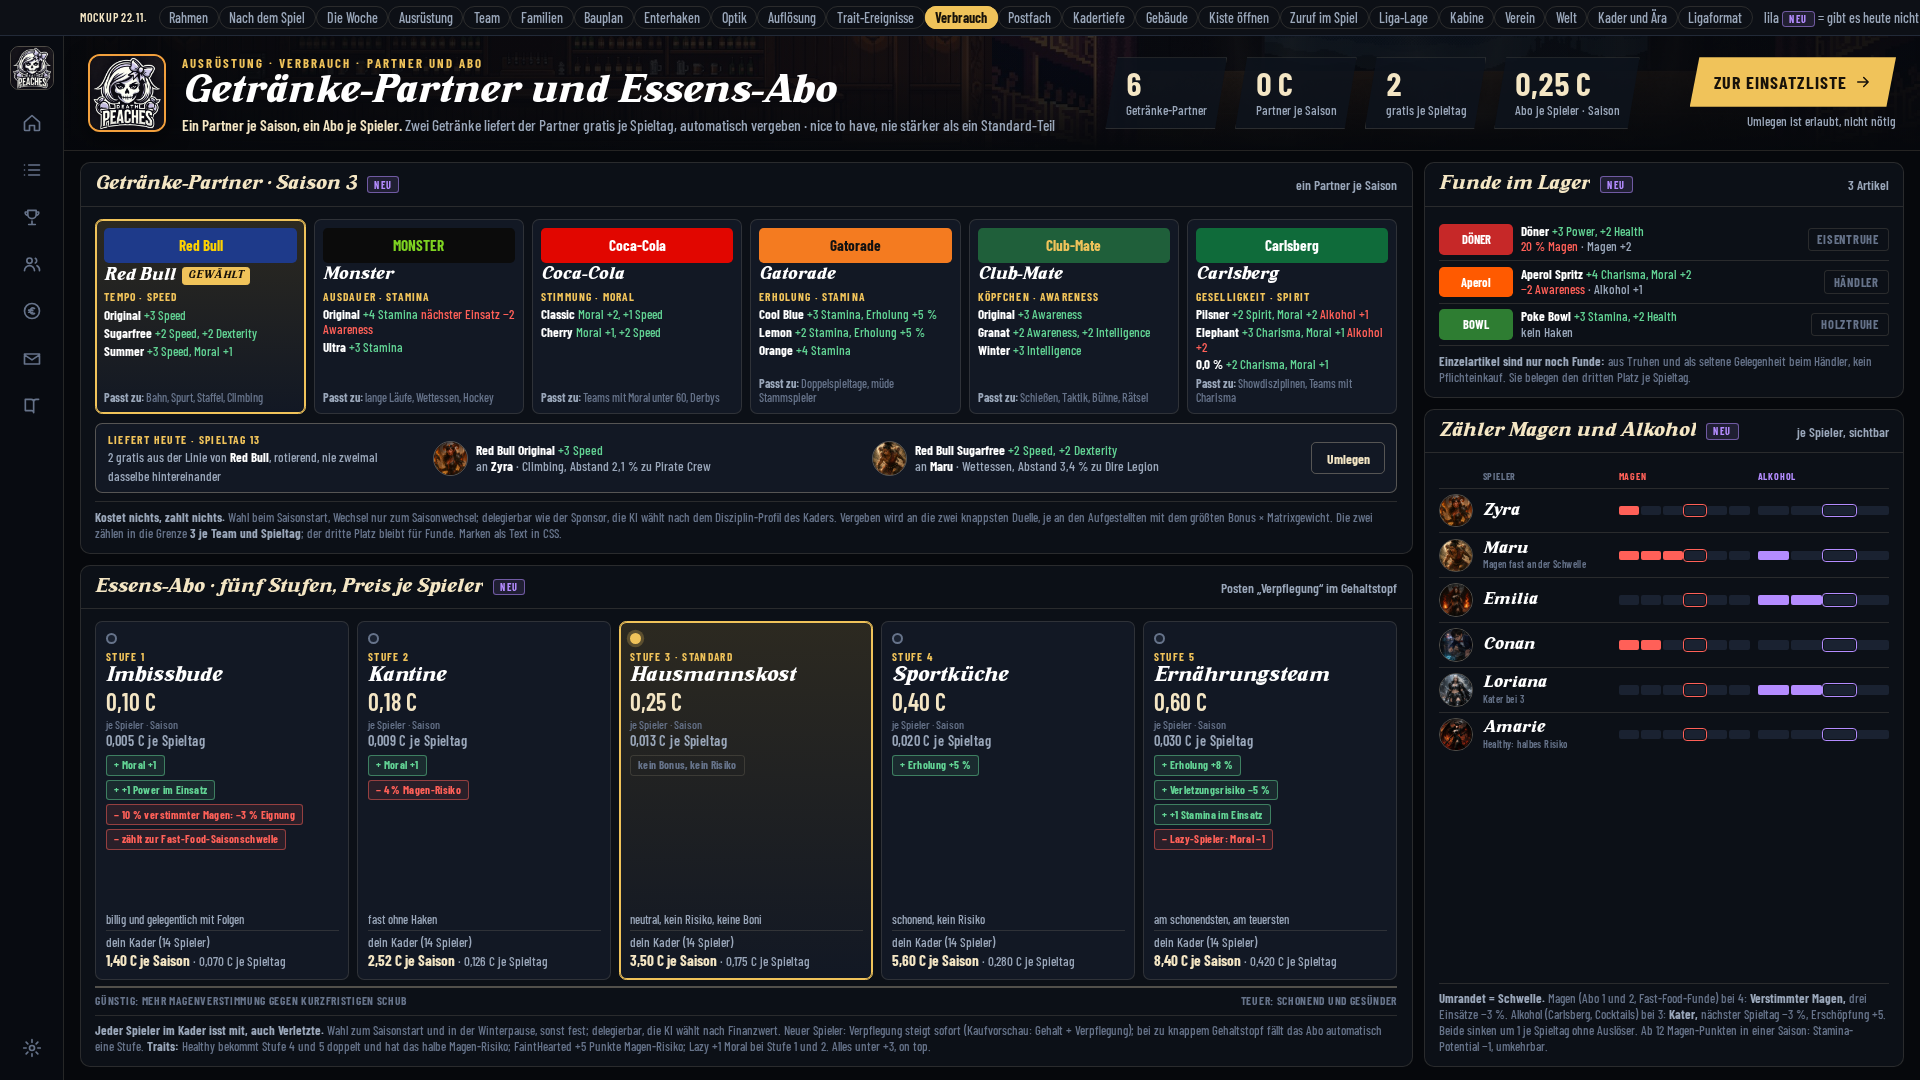 MOCKUP 22.11.
Rahmen
Nach dem Spiel
Die Woche
Ausrüstung
Team
Familien
Bauplan
Enterhaken
Optik
Auflösung
Trait-Ereignisse
Verbrauch
Postfach
Kadertiefe
Gebäude
Kiste öffnen
Zuruf im Spiel
Liga-Lage
Kabine
Verein
Welt
Kader und Ära
Ligaformat
lila NEU = gibt es heute nicht
DEATH PEACHES
AUSRÜSTUNG · VERBRAUCH · PARTNER UND ABO
Getränke-Partner und Essens-Abo
Ein Partner je Saison, ein Abo je Spieler. Zwei Getränke liefert der Partner gratis je Spieltag, automatisch vergeben · nice to have, nie stärker als ein Standard-Teil
6
Getränke-Partner
0 C
Partner je Saison
2
gratis je Spieltag
0,25 C
Abo je Spieler · Saison
ZUR EINSATZLISTE →
Umlegen ist erlaubt, nicht nötig
Getränke-Partner · Saison 3 NEU
ein Partner je Saison
Red Bull
Red Bull GEWÄHLT
TEMPO · SPEED
Original +3 Speed
Sugarfree +2 Speed, +2 Dexterity
Summer +3 Speed, Moral +1
Passt zu: Bahn, Spurt, Staffel, Climbing
MONSTER
Monster
AUSDAUER · STAMINA
Original +4 Stamina nächster Einsatz −2
Awareness
Ultra +3 Stamina
Passt zu: lange Läufe, Wettessen, Hockey
Coca-Cola
Coca-Cola
STIMMUNG · MORAL
Classic Moral +2, +1 Speed
Cherry Moral +1, +2 Speed
Passt zu: Teams mit Moral unter 60, Derbys
Gatorade
Gatorade
ERHOLUNG · STAMINA
Cool Blue +3 Stamina, Erholung +5 %
Lemon +2 Stamina, Erholung +5 %
Orange +4 Stamina
Passt zu: Doppelspieltage, müde
Stammspieler
Club-Mate
Club-Mate
KÖPFCHEN · AWARENESS
Original +3 Awareness
Granat +2 Awareness, +2 Intelligence
Winter +3 Intelligence
Passt zu: Schießen, Taktik, Bühne, Rätsel
Carlsberg
Carlsberg
GESELLIGKEIT · SPIRIT
Pilsner +2 Spirit, Moral +2 Alkohol +1
Elephant +3 Charisma, Moral +1 Alkohol
+2
0,0 % +2 Charisma, Moral +1
Passt zu: Showdisziplinen, Teams mit
Charisma
LIEFERT HEUTE · SPIELTAG 13
2 gratis aus der Linie von Red Bull, rotierend, nie zweimal
dasselbe hintereinander
Red Bull Original +3 Speed
an Zyra · Climbing, Abstand 2,1 % zu Pirate Crew
Red Bull Sugarfree +2 Speed, +2 Dexterity
an Maru · Wettessen, Abstand 3,4 % zu Dire Legion
Umlegen
Kostet nichts, zahlt nichts. Wahl beim Saisonstart, Wechsel nur zum Saisonwechsel; delegierbar wie der Sponsor, die KI wählt nach dem Disziplin-Profil des Kaders. Vergeben wird an die zwei knappsten Duelle, je an den Aufgestellten mit dem größten Bonus × Matrixgewicht. Die zwei
zählen in die Grenze 3 je Team und Spieltag; der dritte Platz bleibt für Funde. Marken als Text in CSS.
Essens-Abo · fünf Stufen, Preis je Spieler NEU
Posten „Verpflegung“ im Gehaltstopf
STUFE 1
Imbissbude
0,10 C
je Spieler · Saison
0,005 C je Spieltag
+ Moral +1
+ +1 Power im Einsatz
− 10 % verstimmter Magen: −3 % Eignung
− zählt zur Fast-Food-Saisonschwelle
billig und gelegentlich mit Folgen
dein Kader (14 Spieler)
1,40 C je Saison · 0,070 C je Spieltag
STUFE 2
Kantine
0,18 C
je Spieler · Saison
0,009 C je Spieltag
+ Moral +1
− 4 % Magen-Risiko
fast ohne Haken
dein Kader (14 Spieler)
2,52 C je Saison · 0,126 C je Spieltag
STUFE 3 · STANDARD
Hausmannskost
0,25 C
je Spieler · Saison
0,013 C je Spieltag
kein Bonus, kein Risiko
neutral, kein Risiko, keine Boni
dein Kader (14 Spieler)
3,50 C je Saison · 0,175 C je Spieltag
STUFE 4
Sportküche
0,40 C
je Spieler · Saison
0,020 C je Spieltag
+ Erholung +5 %
schonend, kein Risiko
dein Kader (14 Spieler)
5,60 C je Saison · 0,280 C je Spieltag
STUFE 5
Ernährungsteam
0,60 C
je Spieler · Saison
0,030 C je Spieltag
+ Erholung +8 %
+ Verletzungsrisiko −5 %
+ +1 Stamina im Einsatz
− Lazy-Spieler: Moral −1
am schonendsten, am teuersten
dein Kader (14 Spieler)
8,40 C je Saison · 0,420 C je Spieltag
GÜNSTIG: MEHR MAGENVERSTIMMUNG GEGEN KURZFRISTIGEN SCHUB
TEUER: SCHONEND UND GESÜNDER
Jeder Spieler im Kader isst mit, auch Verletzte. Wahl zum Saisonstart und in der Winterpause, sonst fest; delegierbar, die KI wählt nach Finanzwert. Neuer Spieler: Verpflegung steigt sofort (Kaufvorschau: Gehalt + Verpflegung); bei zu knappem Gehaltstopf fällt das Abo automatisch
eine Stufe. Traits: Healthy bekommt Stufe 4 und 5 doppelt und hat das halbe Magen-Risiko; FaintHearted +5 Punkte Magen-Risiko; Lazy +1 Moral bei Stufe 1 und 2. Alles unter +3, on top.
Funde im Lager NEU
3 Artikel
DÖNER
Döner +3 Power, +2 Health
20 % Magen · Magen +2
EISENTRUHE
Aperol
Aperol Spritz +4 Charisma, Moral +2
−2 Awareness · Alkohol +1
HÄNDLER
BOWL
Poke Bowl +3 Stamina, +2 Health
kein Haken
HOLZTRUHE
Einzelartikel sind nur noch Funde: aus Truhen und als seltene Gelegenheit beim Händler, kein
Pflichteinkauf. Sie belegen den dritten Platz je Spieltag.
Zähler Magen und Alkohol NEU
je Spieler, sichtbar
SPIELER
MAGEN
ALKOHOL
Zyra
Maru
Magen fast an der Schwelle
Emilia
Conan
Loriana
Kater bei 3
Amarie
Healthy: halbes Risiko
Umrandet = Schwelle. Magen (Abo 1 und 2, Fast-Food-Funde) bei 4: Verstimmter Magen, drei
Einsätze −3 %. Alkohol (Carlsberg, Cocktails) bei 3: Kater, nächster Spieltag −3 %, Erschöpfung +5.
Beide sinken um 1 je Spieltag ohne Auslöser. Ab 12 Magen-Punkten in einer Saison: Stamina-
Potential −1, umkehrbar.